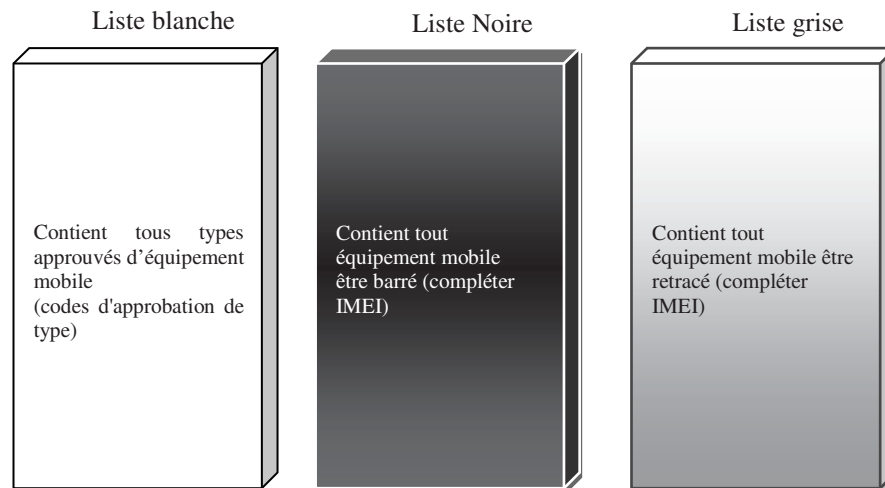 Liste blanche
Contient tous types
approuvés d'équipement
mobile
(codes d'approbation de
type)
Liste Noire
Contient tout
équipement mobile
être barré (compléter
IMEI)
Liste grise
Contient tout
équipement mobile être
retracé (compléter
IMEI)